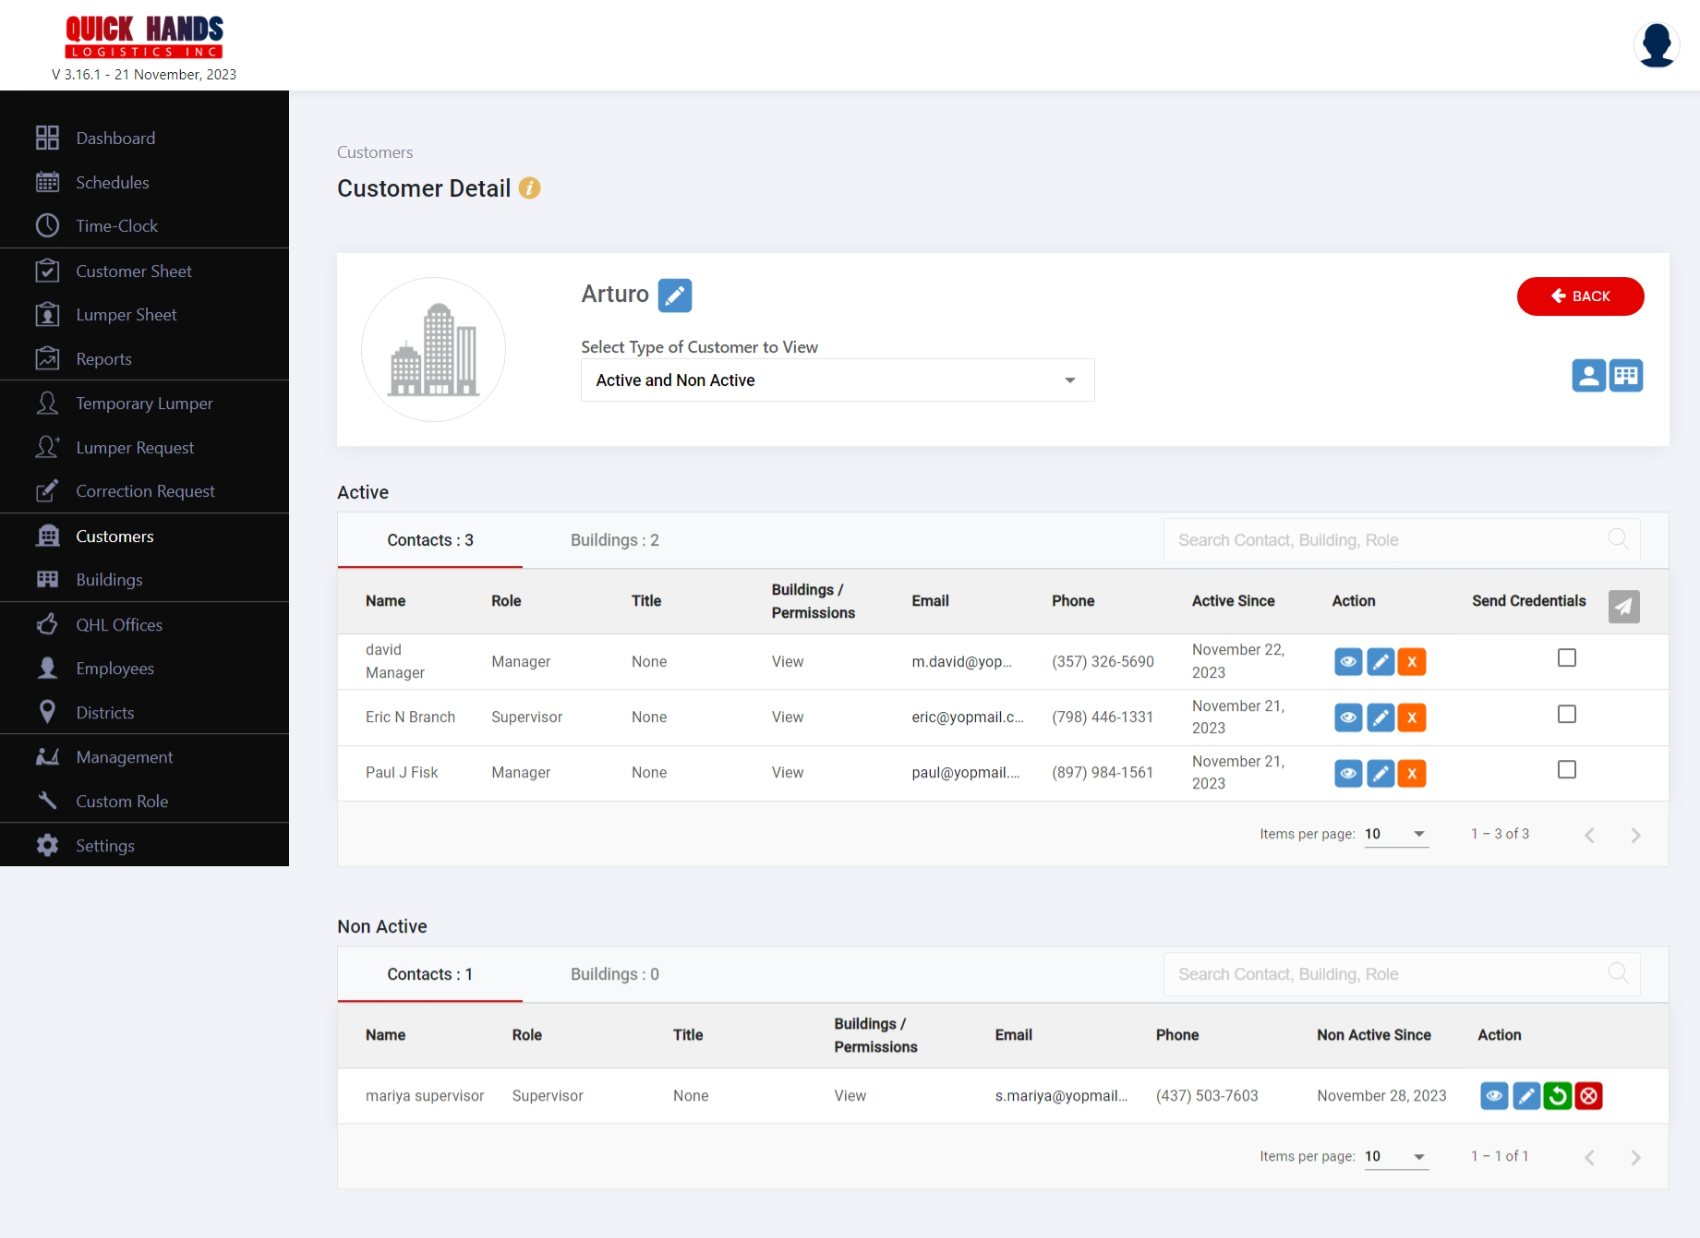 QUICK HANDS
LOGISTICS INC
V 3.16.1 - 21 November, 2023
Dashboard
Schedules
Time-Clock
Customer Sheet
Lumper Sheet
Reports
Temporary Lumper
Lumper Request
Correction Request
Customers
Buildings
QHL Offices
Employees
Districts
Management
Custom Role
Settings
Customers
Customer Detail i
Arturo
BACK
Select Type of Customer to View
Active and Non Active
Active
Contacts : 3 Buildings : 2 Search Contact, Building, Role
Name Role Title Buildings / Permissions Email Phone Active Since Action Send Credentials
david Manager Manager None View m.david@yop... (357) 326-5690 November 22, 2023 X
Eric N Branch Supervisor None View eric@yopmail.c... (798) 446-1331 November 21, 2023 X
Paul J Fisk Manager None View paul@yopmail.... (897) 984-1561 November 21, 2023 X
Items per page: 10 1 – 3 of 3
Non Active
Contacts : 1 Buildings : 0 Search Contact, Building, Role
Name Role Title Buildings / Permissions Email Phone Non Active Since Action
mariya supervisor Supervisor None View s.mariya@yopmail... (437) 503-7603 November 28, 2023
Items per page: 10 1 – 1 of 1